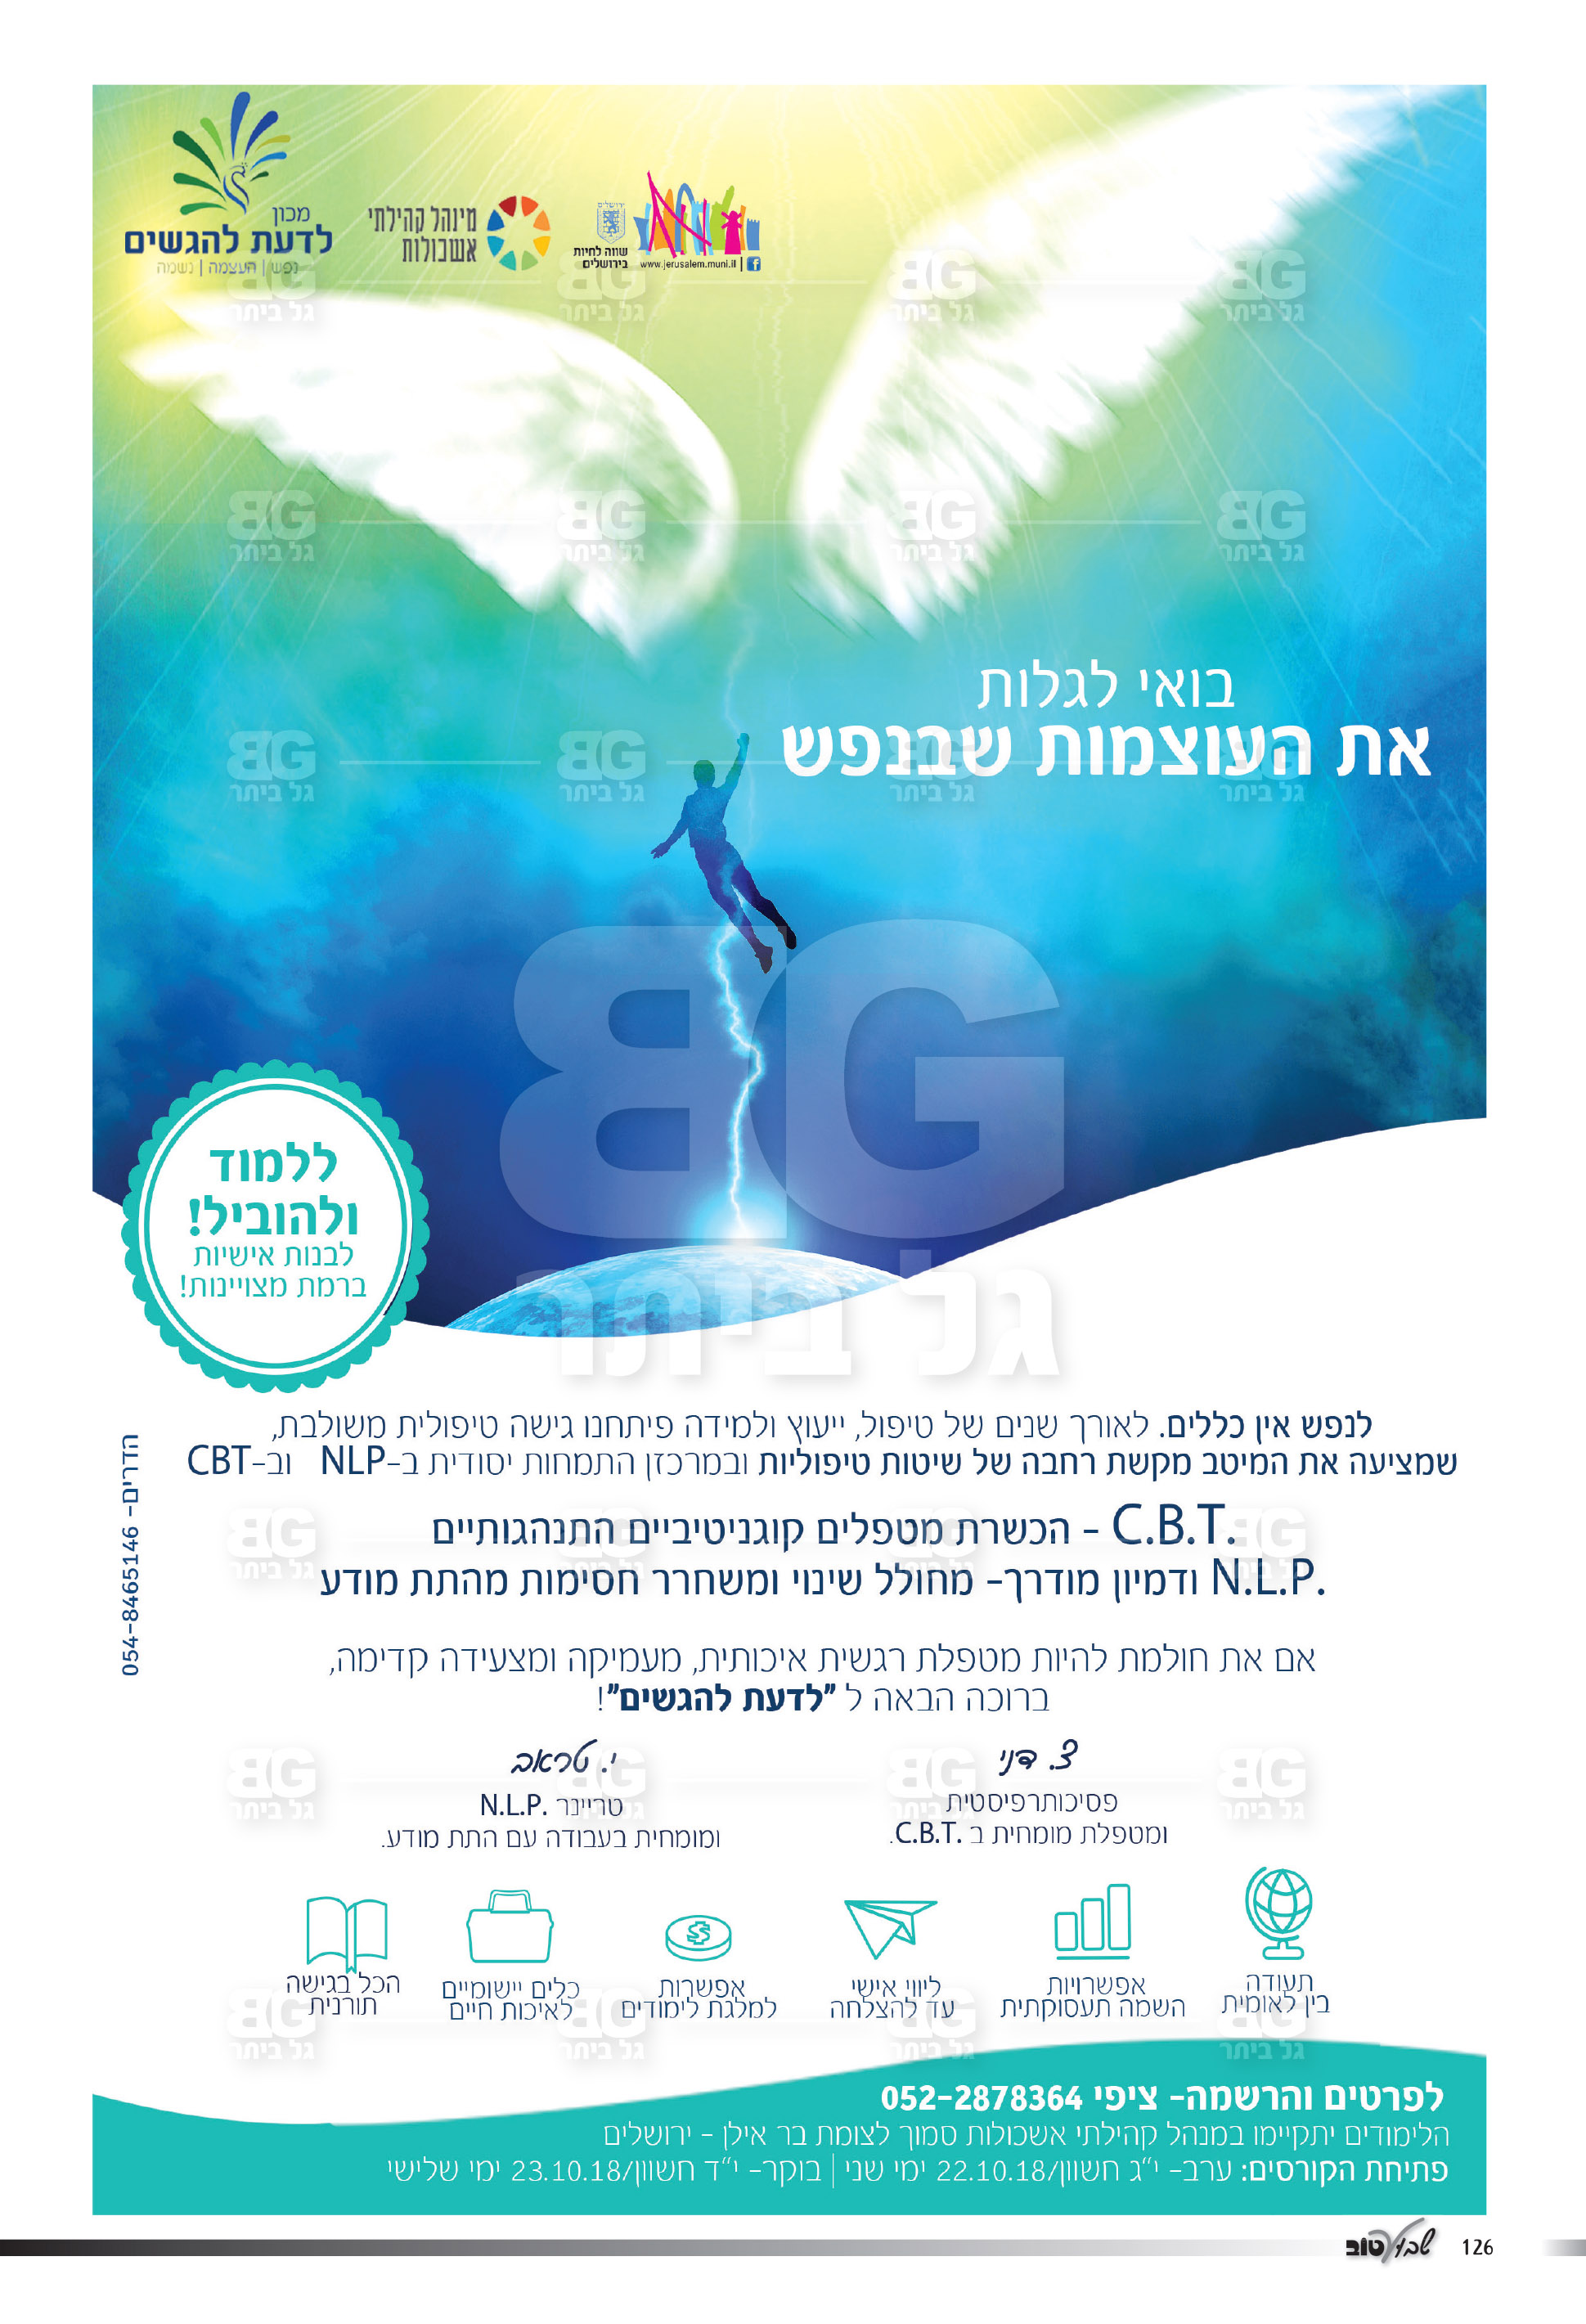 מכון
לדעת להגשים
נפש | העצמה | נשמה
מינהל קהילתי
אשכולות
ירושלים
שווה לחיות
בירושלים
www.jerusalem.muni.il | f
בואי לגלות
את העוצמות שבנפש
ללמוד
ולהוביל!
לבנות אישיות
ברמת מצויינות!
לנפש אין כללים. לאורך שנים של טיפול, ייעוץ ולמידה פיתחנו גישה טיפולית משולבת,
שמציעה את המיטב מקשת רחבה של שיטות טיפוליות ובמרכזן התמחות יסודית ב-NLP וב-CBT
C.B.T. - הכשרת מטפלים קוגניטיביים התנהגותיים
N.L.P. ודמיון מודרך- מחולל שינוי ומשחרר חסימות מהתת מודע
אם את חולמת להיות מטפלת רגשית איכותית, מעמיקה ומצעידה קדימה,
ברוכה הבאה ל "לדעת להגשים"!
צ. דני
פסיכותרפיסטית
ומטפלת מומחית ב C.B.T.
י. טראב
טריינר N.L.P.
ומומחית בעבודה עם התת מודע.
תעודה
בין לאומית
אפשרויות
השמה תעסוקתית
ליווי אישי
עד להצלחה
אפשרות
למלגת לימודים
כלים יישומיים
לאיכות חיים
הכל בגישה
תורנית
הדרים- 054-8465146
לפרטים והרשמה- ציפי 052-2878364
הלימודים יתקיימו במנהל קהילתי אשכולות סמוך לצומת בר אילן - ירושלים
פתיחת הקורסים: ערב- י"ג חשוון/22.10.18 ימי שני | בוקר- י"ד חשוון/23.10.18 ימי שלישי
שבוע טוב
126
BG
גל ביתר